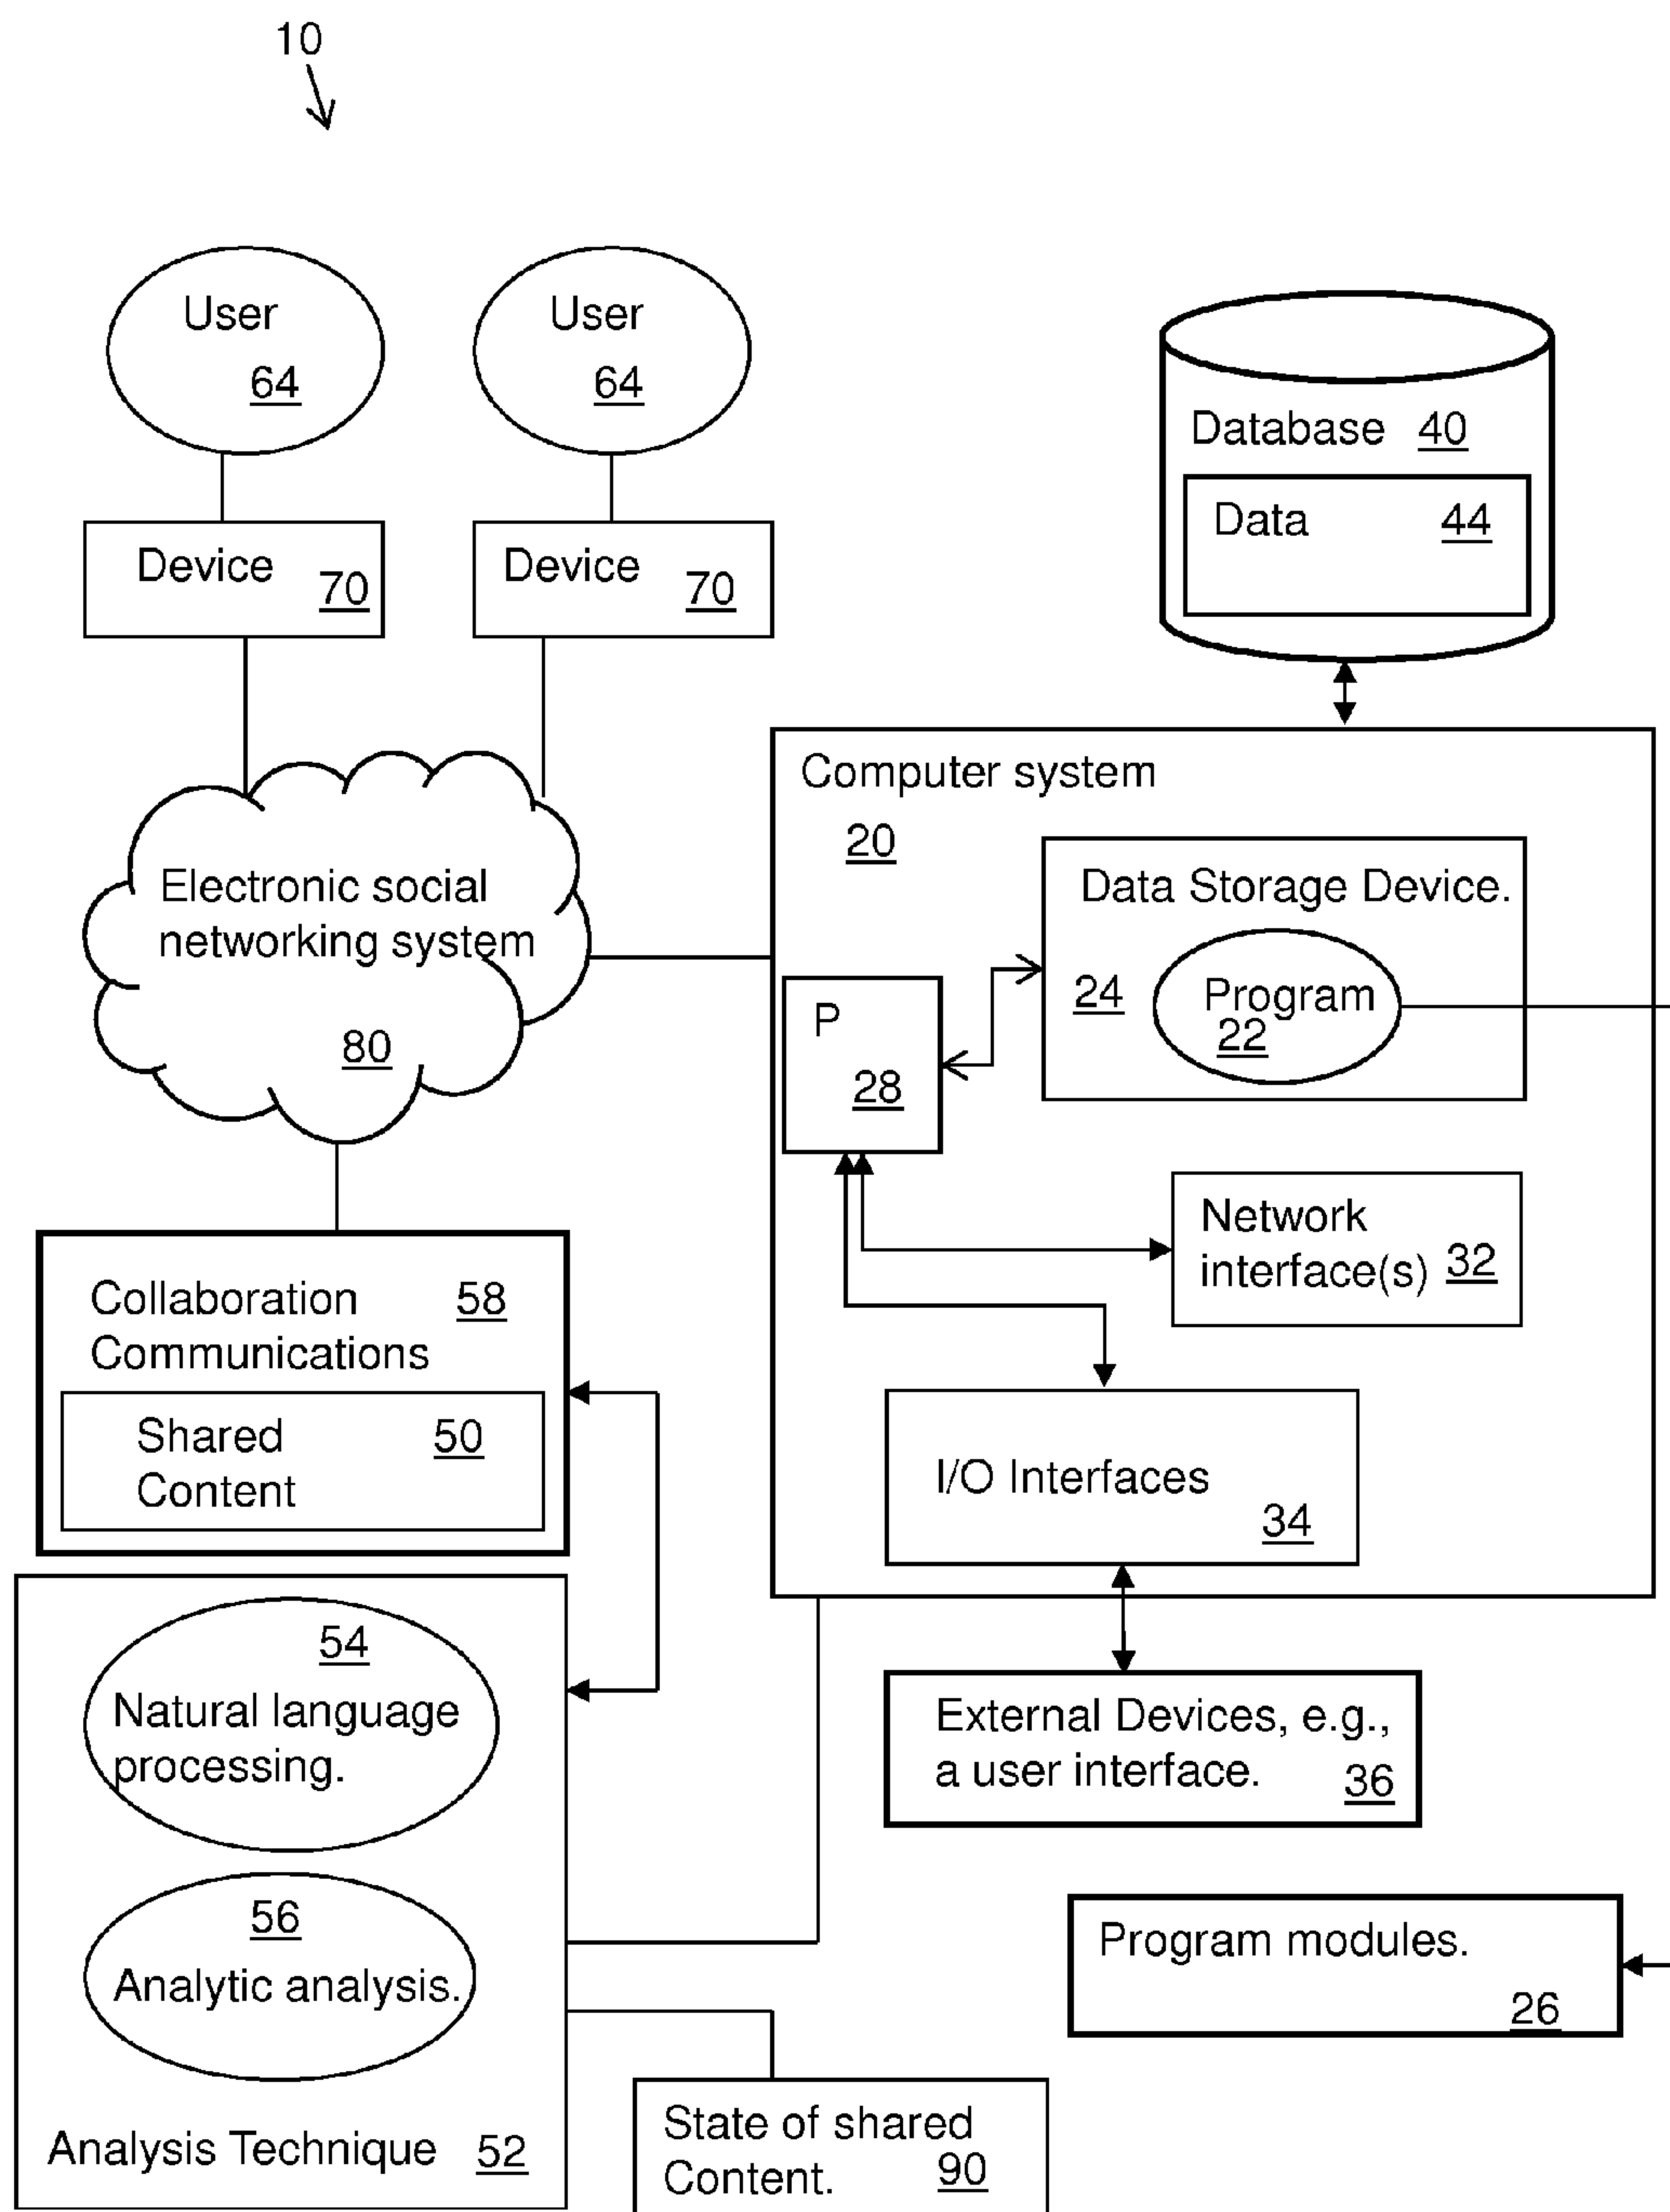 10
User
64
User
64
Database 40
Data 44
Device 70
Device 70
Computer system
20
Data Storage Device.
24
Program
22
Electronic social
networking system
80
P
28
Network
interface(s) 32
Collaboration 58
Communications
Shared 50
Content
I/O Interfaces
34
54
Natural language
processing.
External Devices, e.g.,
a user interface. 36
56
Analytic analysis.
Program modules.
26
Analysis Technique 52
State of shared
Content. 90